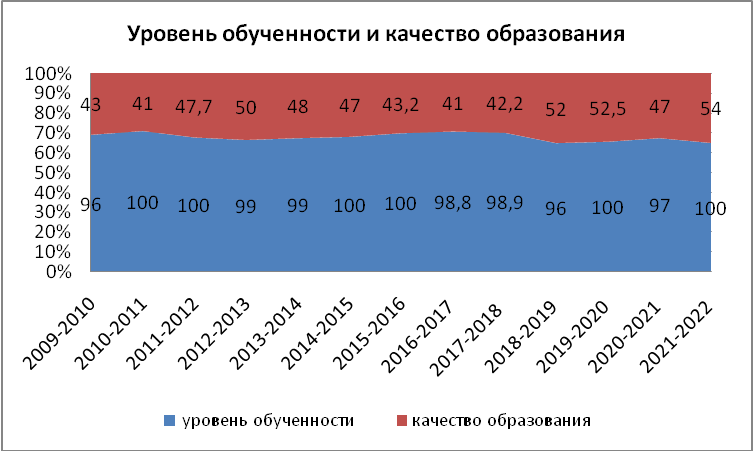 Уровень обученности и качество образования
100%
90%
80%
70%
60%
50%
40%
30%
20%
10%
0%
43 41 47,7 50 48 47 43,2 41 42,2 52 52,5 47 54
96 100 100 99 99 100 100 98,8 98,9 96 100 97 100
2009-2010 2010-2011 2011-2012 2012-2013 2013-2014 2014-2015 2015-2016 2016-2017 2017-2018 2018-2019 2019-2020 2020-2021 2021-2022
уровень обученности качество образования